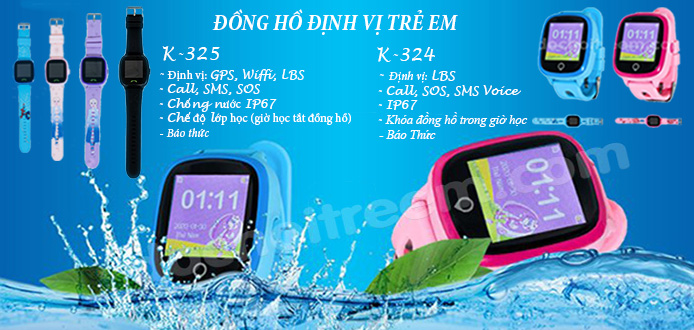 ĐỒNG HỒ ĐỊNH VỊ TRẺ EM
K-325
- Định vị: GPS, Wiffi, LBS
- Call, SMS, SOS
- Chống nước IP67
- Chế độ lớp học (giờ học tắt đồng hồ)
- Báo thức
K-324
- Định vị: LBS
- Call, SOS, SMS Voice
- IP67
- Khóa đồng hồ trong giờ học
- Báo Thức
01:11
01:11
01:11
01:11